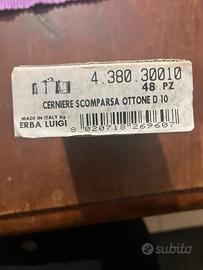 4.380.30010
48 PZ
CERNIERE SCOMPARSA OTTONE D 10
MADE IN ITALY by
ERBA LUIGI
8 020718 269607
subito